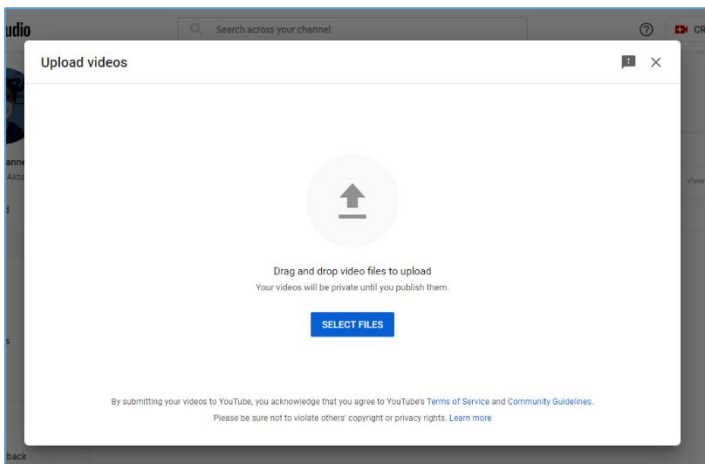 udio
Search across your channel
CR
Upload videos
anne
View
Drag and drop video files to upload
Your videos will be private until you publish them.
SELECT FILES
s
By submitting your videos to YouTube, you acknowledge that you agree to YouTube's Terms of Service and Community Guidelines.
Please be sure not to violate others' copyright or privacy rights. Learn more
back